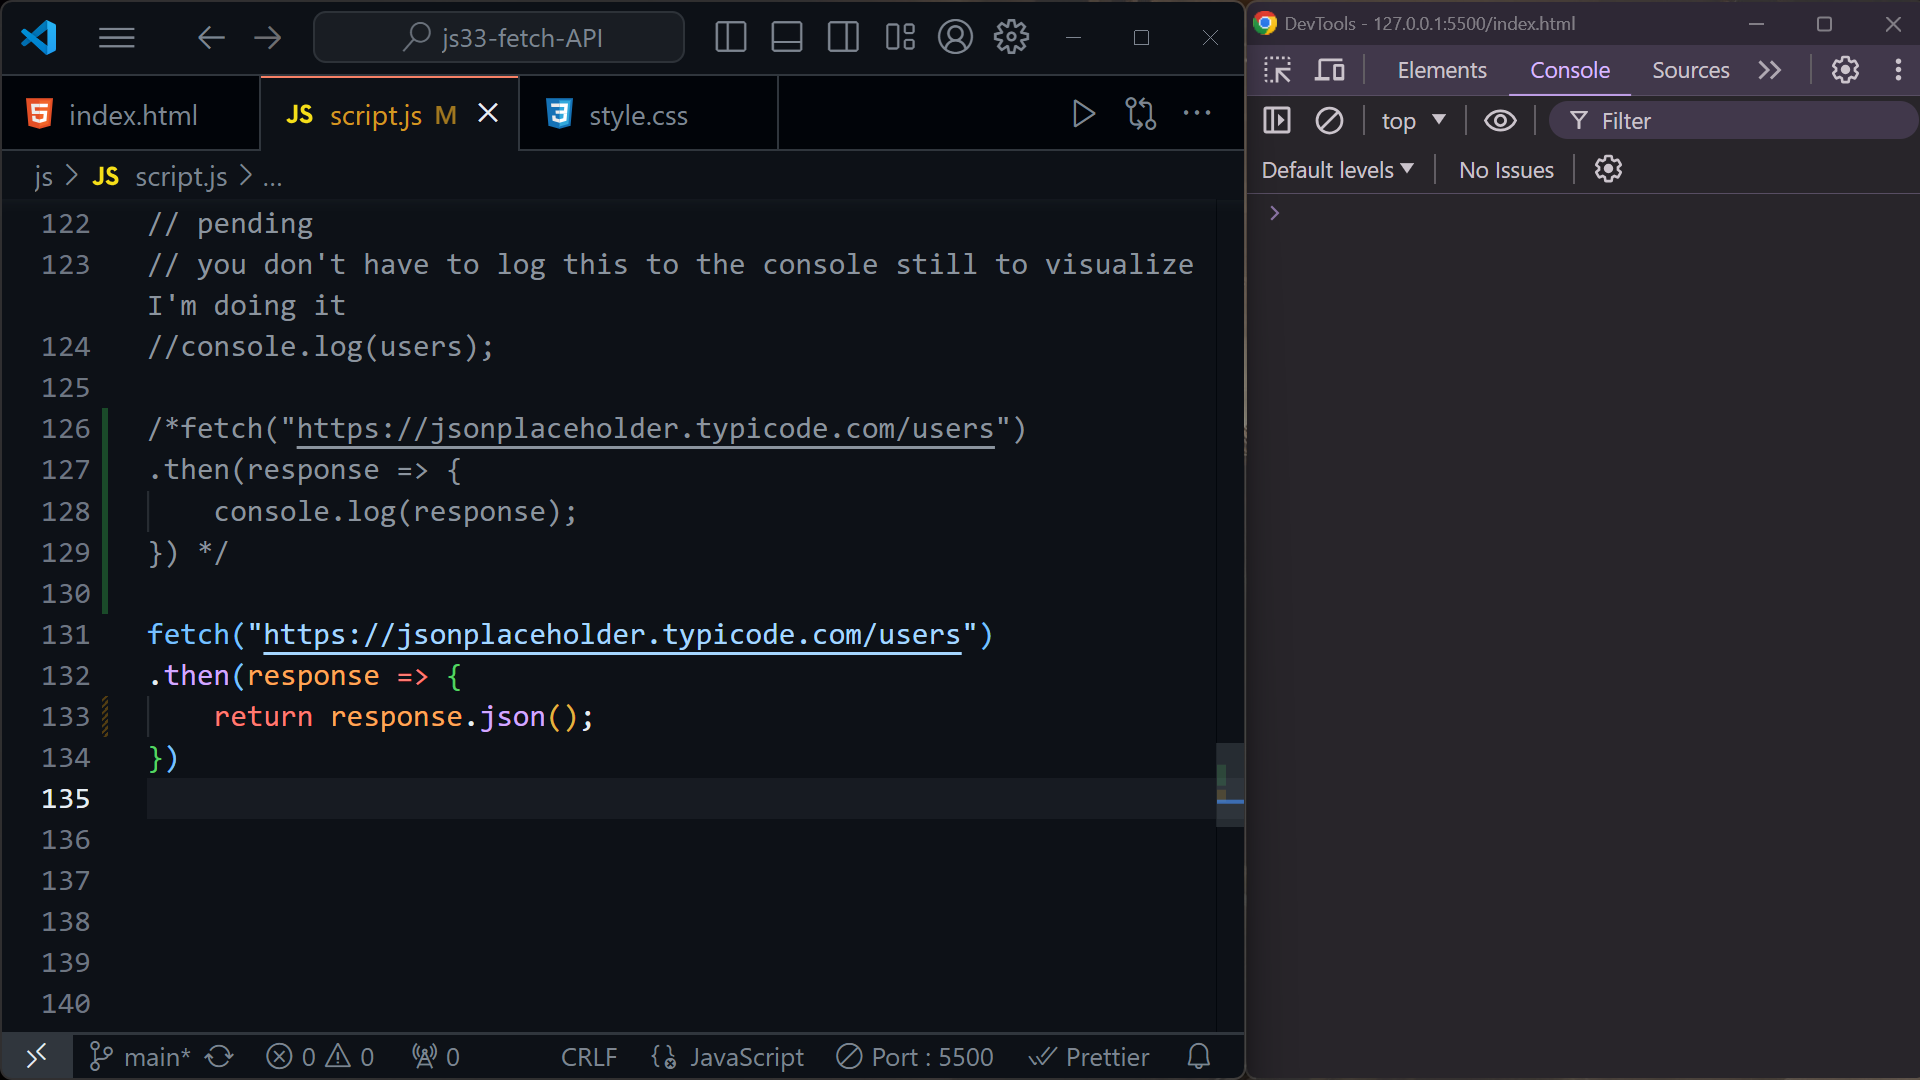 js33-fetch-API
index.html
JS script.js M
style.css
js > JS script.js > ...
122 // pending
123 // you don't have to log this to the console still to visualize
I'm doing it
124 //console.log(users);
125
126 /*fetch("https://jsonplaceholder.typicode.com/users")
127 .then(response => {
128 console.log(response);
129 }) */
130
131 fetch("https://jsonplaceholder.typicode.com/users")
132 .then(response => {
133 return response.json();
134 })
135
136
137
138
139
140
main* 0 0 0 CRLF JavaScript Port : 5500 Prettier
DevTools - 127.0.0.1:5500/index.html
Elements Console Sources
top Filter
Default levels No Issues